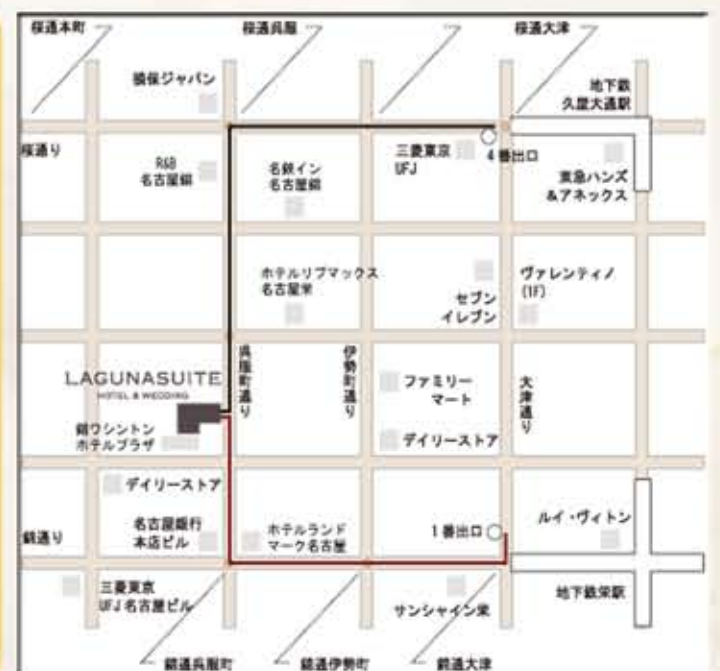 桜通本町
桜通呉服
桜通大津
損保ジャパン
地下鉄
久屋大通駅
桜通り
R&B
名古屋錦
名鉄イン
名古屋錦
三菱東京
UFJ
4番出口
東急ハンズ
&アネックス
ホテルリブマックス
名古屋栄
セブン
イレブン
ヴァレンティノ
(1F)
呉服町通り
伊勢町通り
大津通り
LAGUNASUITE
HOTEL & WEDDING
ファミリー
マート
錦ワシントン
ホテルプラザ
デイリーストア
デイリーストア
名古屋銀行
本店ビル
ホテルランド
マーク名古屋
1番出口
ルイ・ヴィトン
錦通り
三菱東京
UFJ名古屋ビル
サンシャイン栄
地下鉄栄駅
錦通呉服町
錦通伊勢町
錦通大津